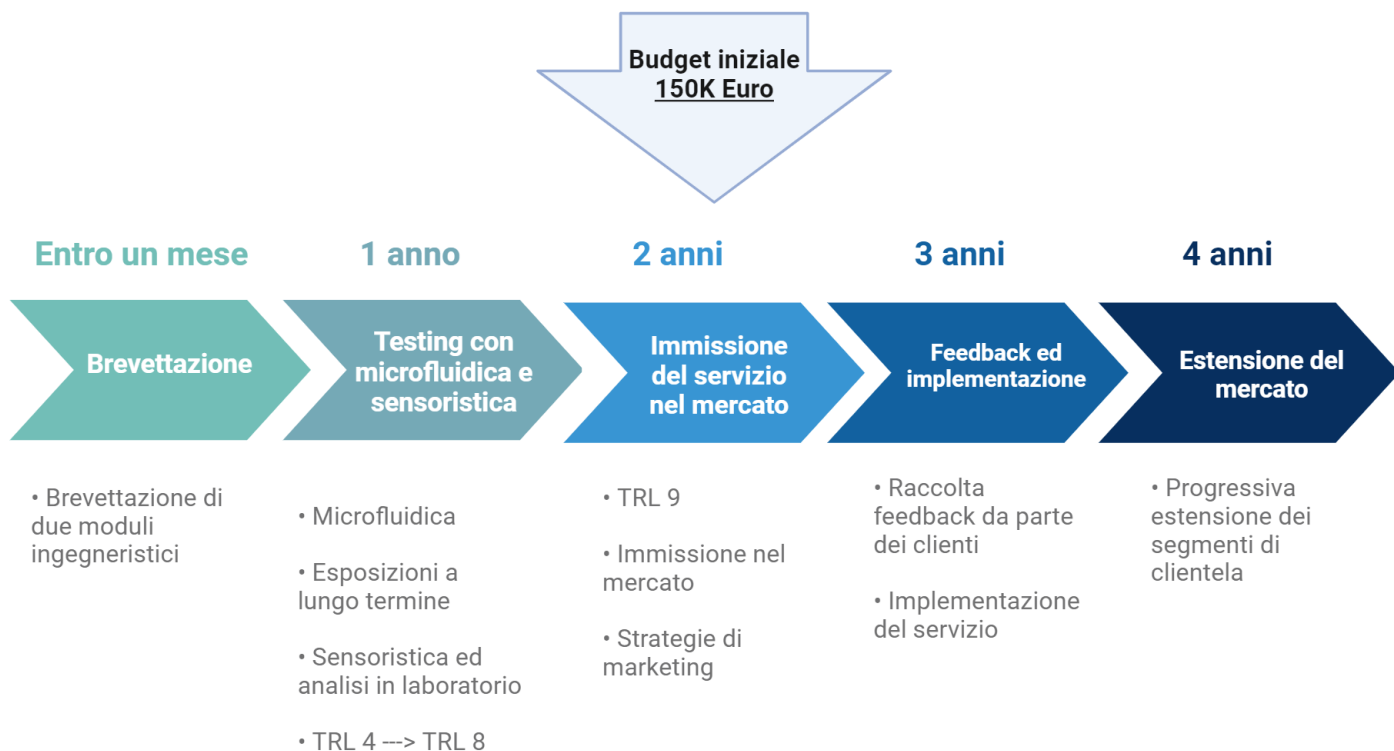 Budget iniziale
150K Euro
Entro un mese
1 anno
2 anni
3 anni
4 anni
Brevettazione
Testing con
microfluidica e
sensoristica
Immissione
del servizio
nel mercato
Feedback ed
implementazione
Estensione del
mercato
• Brevettazione di
due moduli
ingegneristici
• Microfluidica
• Esposizioni a
lungo termine
• Sensoristica ed
analisi in laboratorio
• TRL 4 ---> TRL 8
• TRL 9
• Immissione nel
mercato
• Strategie di
marketing
• Raccolta
feedback da parte
dei clienti
• Implementazione
del servizio
• Progressiva
estensione dei
segmenti di
clientela